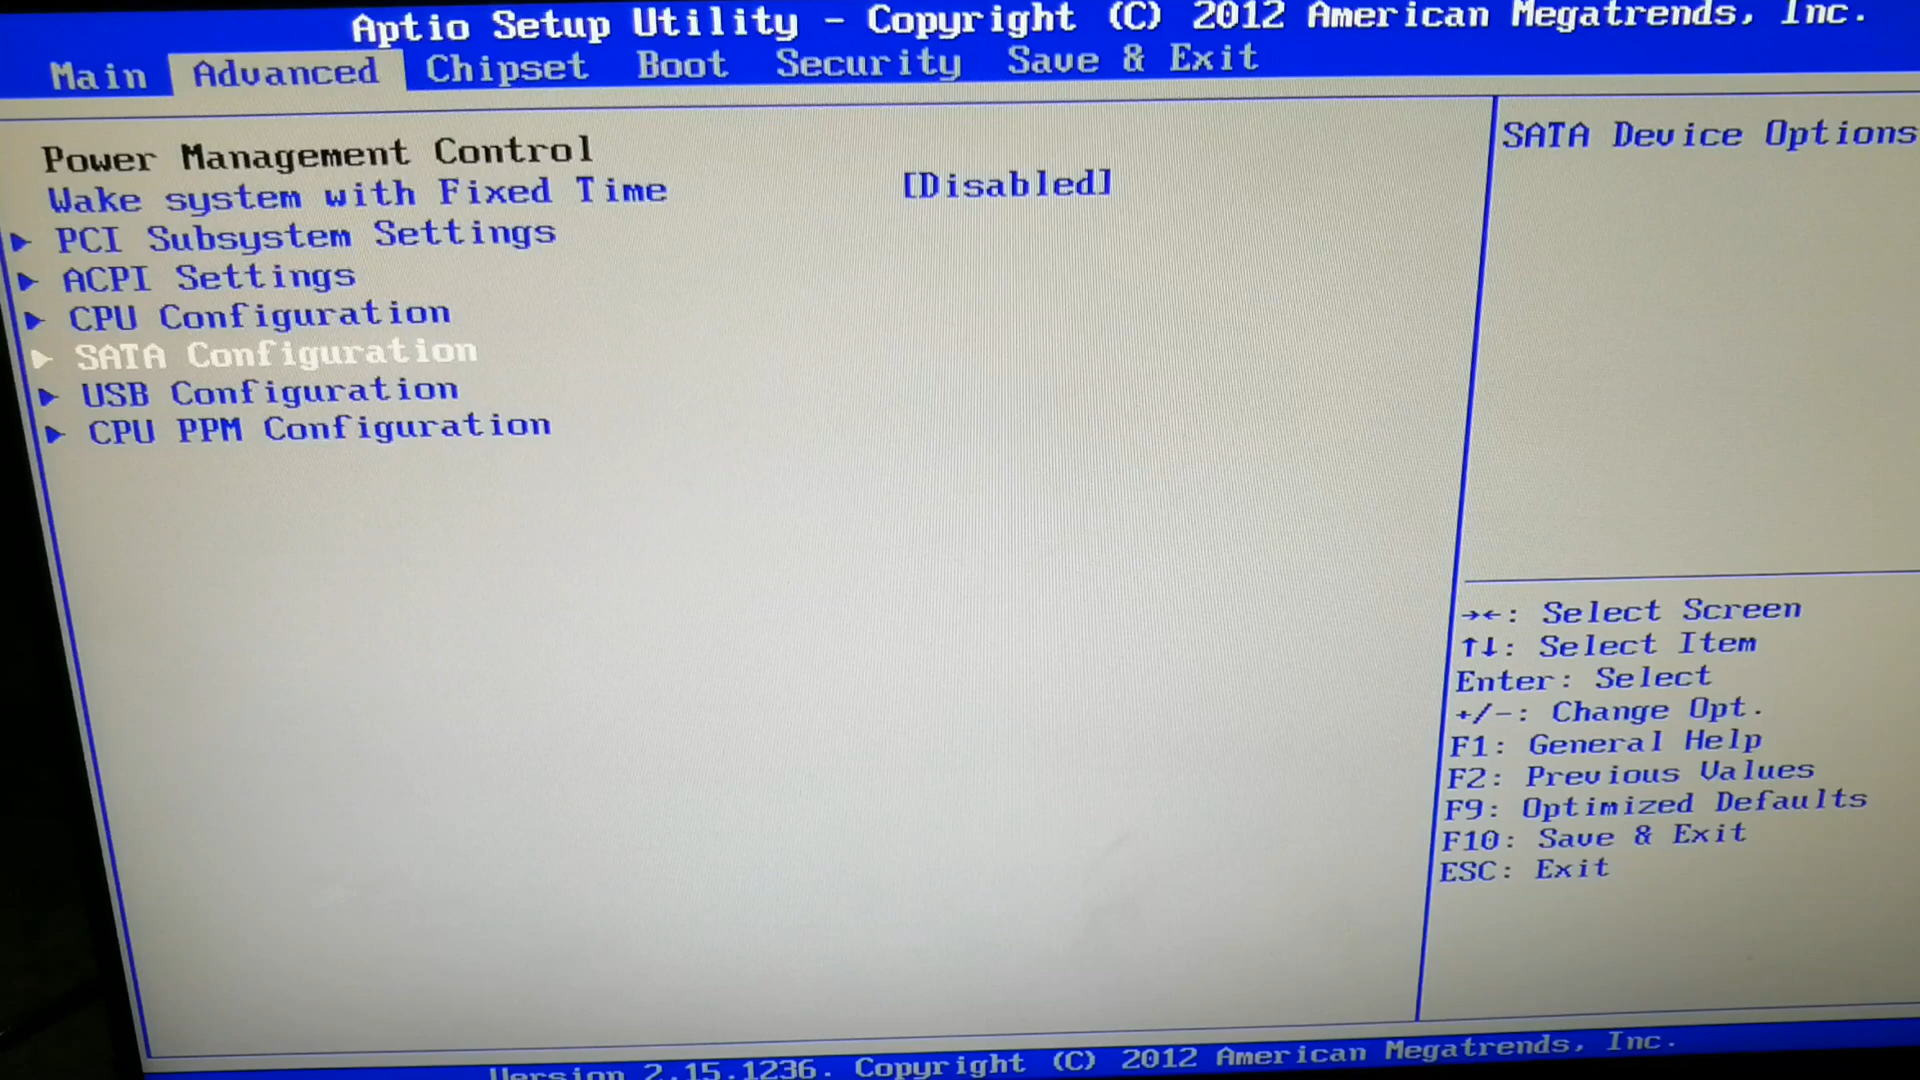 Aptio Setup Utility - Copyright (C) 2012 American Megatrends, Inc.
Main Advanced Chipset Boot Security Save & Exit
Power Management Control
Wake system with Fixed Time [Disabled]
► PCI Subsystem Settings
► ACPI Settings
► CPU Configuration
► SATA Configuration
► USB Configuration
► CPU PPM Configuration
SATA Device Options
→←: Select Screen
↑↓: Select Item
Enter: Select
+/-: Change Opt.
F1: General Help
F2: Previous Values
F9: Optimized Defaults
F10: Save & Exit
ESC: Exit
Version 2.15.1236. Copyright (C) 2012 American Megatrends, Inc.